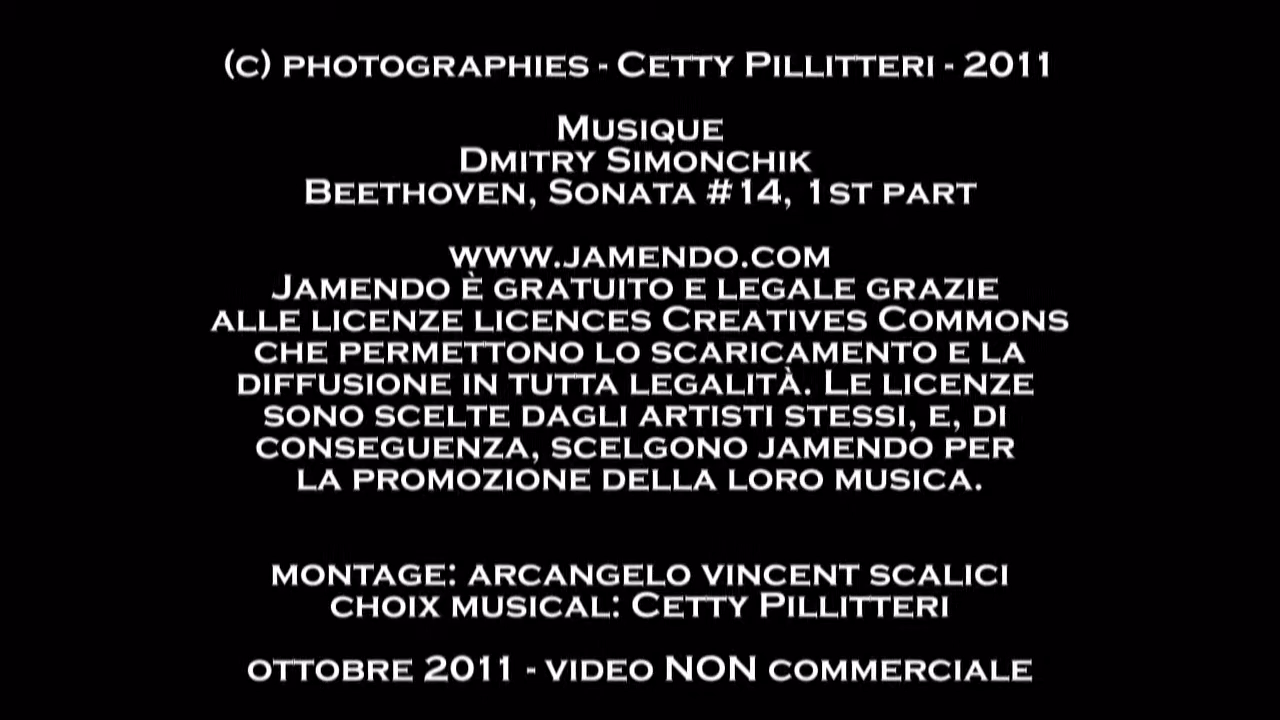 (c) photographies - Cetty Pillitteri - 2011
Musique
Dmitry Simonchik
Beethoven, Sonata #14, 1st part
www.jamendo.com
Jamendo è gratuito e legale grazie
alle licenze licences Creatives Commons
che permettono lo scaricamento e la
diffusione in tutta legalità. Le licenze
sono scelte dagli artisti stessi, e, di
conseguenza, scelgono jamendo per
la promozione della loro musica.
montage: arcangelo vincent scalici
choix musical: Cetty Pillitteri
ottobre 2011 - video NON commerciale